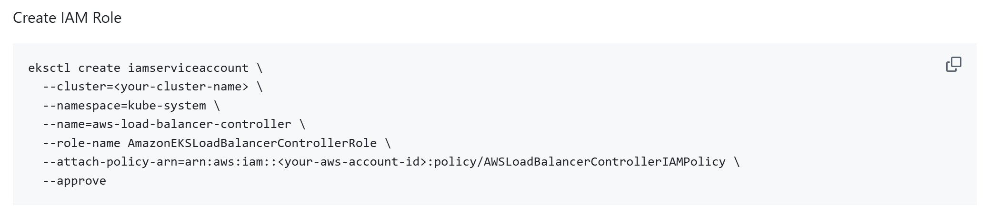 Create IAM Role
eksctl create iamserviceaccount \
  --cluster=<your-cluster-name> \
  --namespace=kube-system \
  --name=aws-load-balancer-controller \
  --role-name AmazonEKSLoadBalancerControllerRole \
  --attach-policy-arn=arn:aws:iam::<your-aws-account-id>:policy/AWSLoadBalancerControllerIAMPolicy \
  --approve